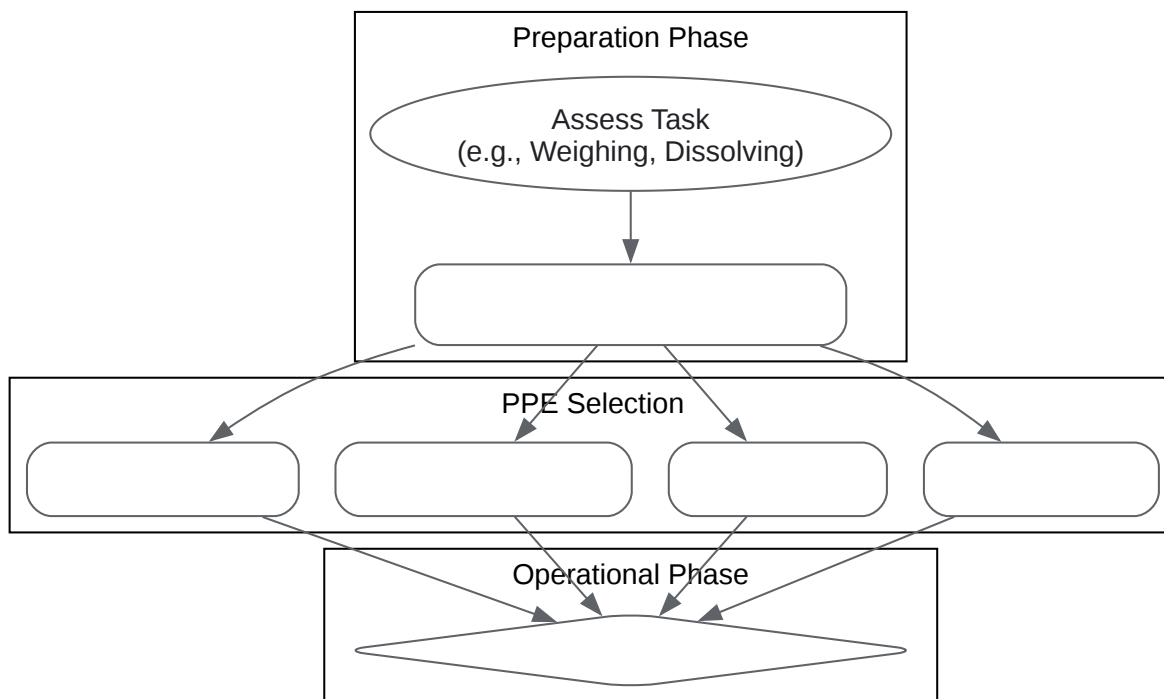 Preparation Phase
Assess Task
(e.g., Weighing, Dissolving)
PPE Selection
Operational Phase